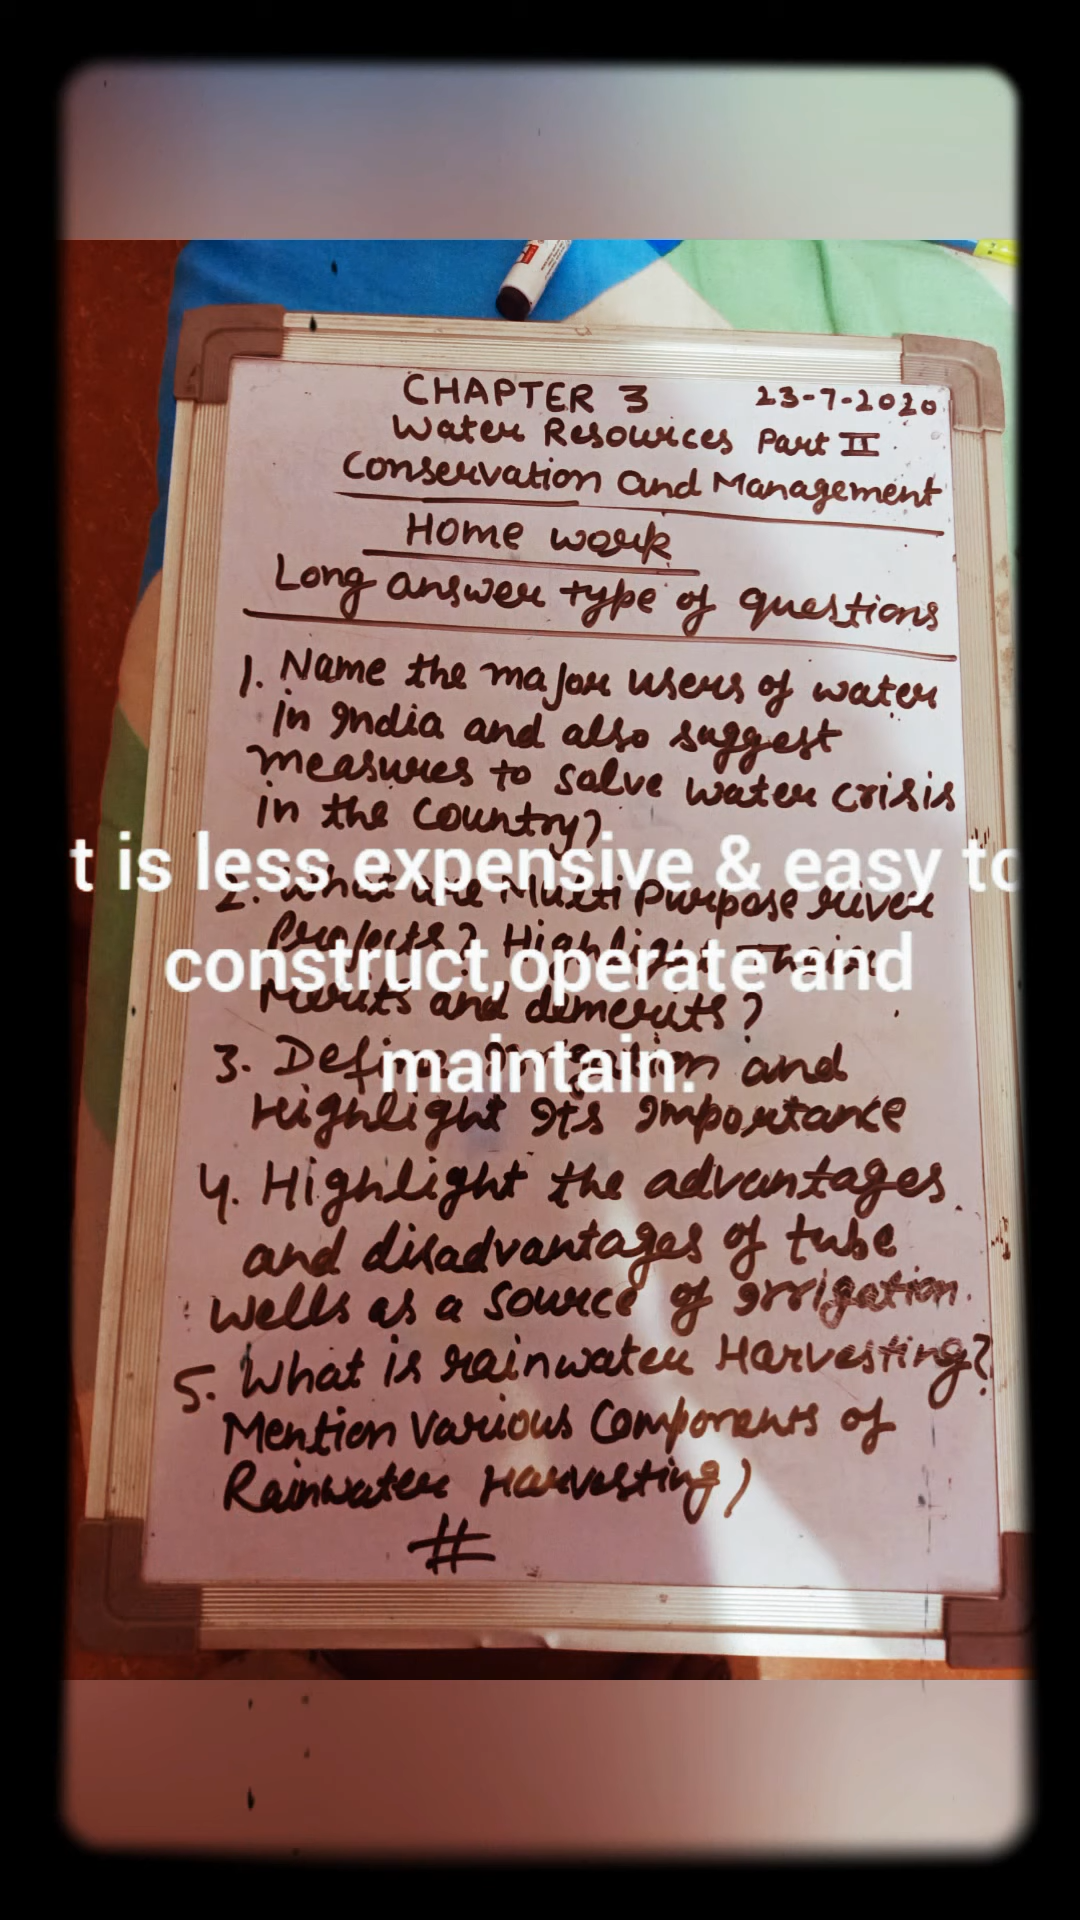 CHAPTER 3 23-7-2020
Water Resources Part II
Conservation and Management
Home work
Long answer type of questions
1. Name the major users of water
in India and also suggest
measures to solve water crisis
in the country?
t is less expensive & easy to
2. What are Multi Purpose river
Projects? Highlight Their
construct,operate and
Merits and demerits?
maintain.
3. Define Irrigation and
Highlight Its Importance
4. Highlight the advantages
and disadvantages of tube
wells as a source of irrigation.
5. What is rainwater Harvesting?
Mention Various Components of
Rainwater Harvesting)
#